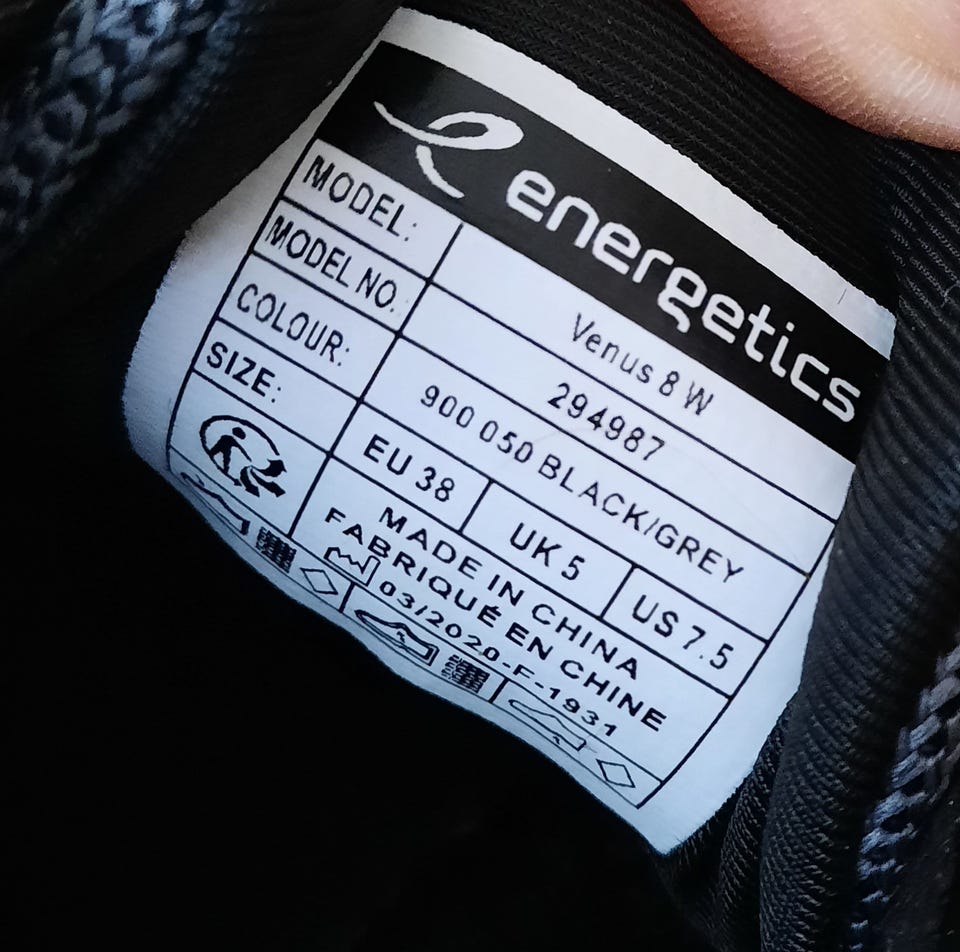 energetics
MODEL: Venus 8 W
MODEL NO. 294987
COLOUR: 900 050 BLACK/GREY
SIZE: EU 38 UK 5 US 7.5
MADE IN CHINA
FABRIQUÉ EN CHINE
03/2020-F-1931